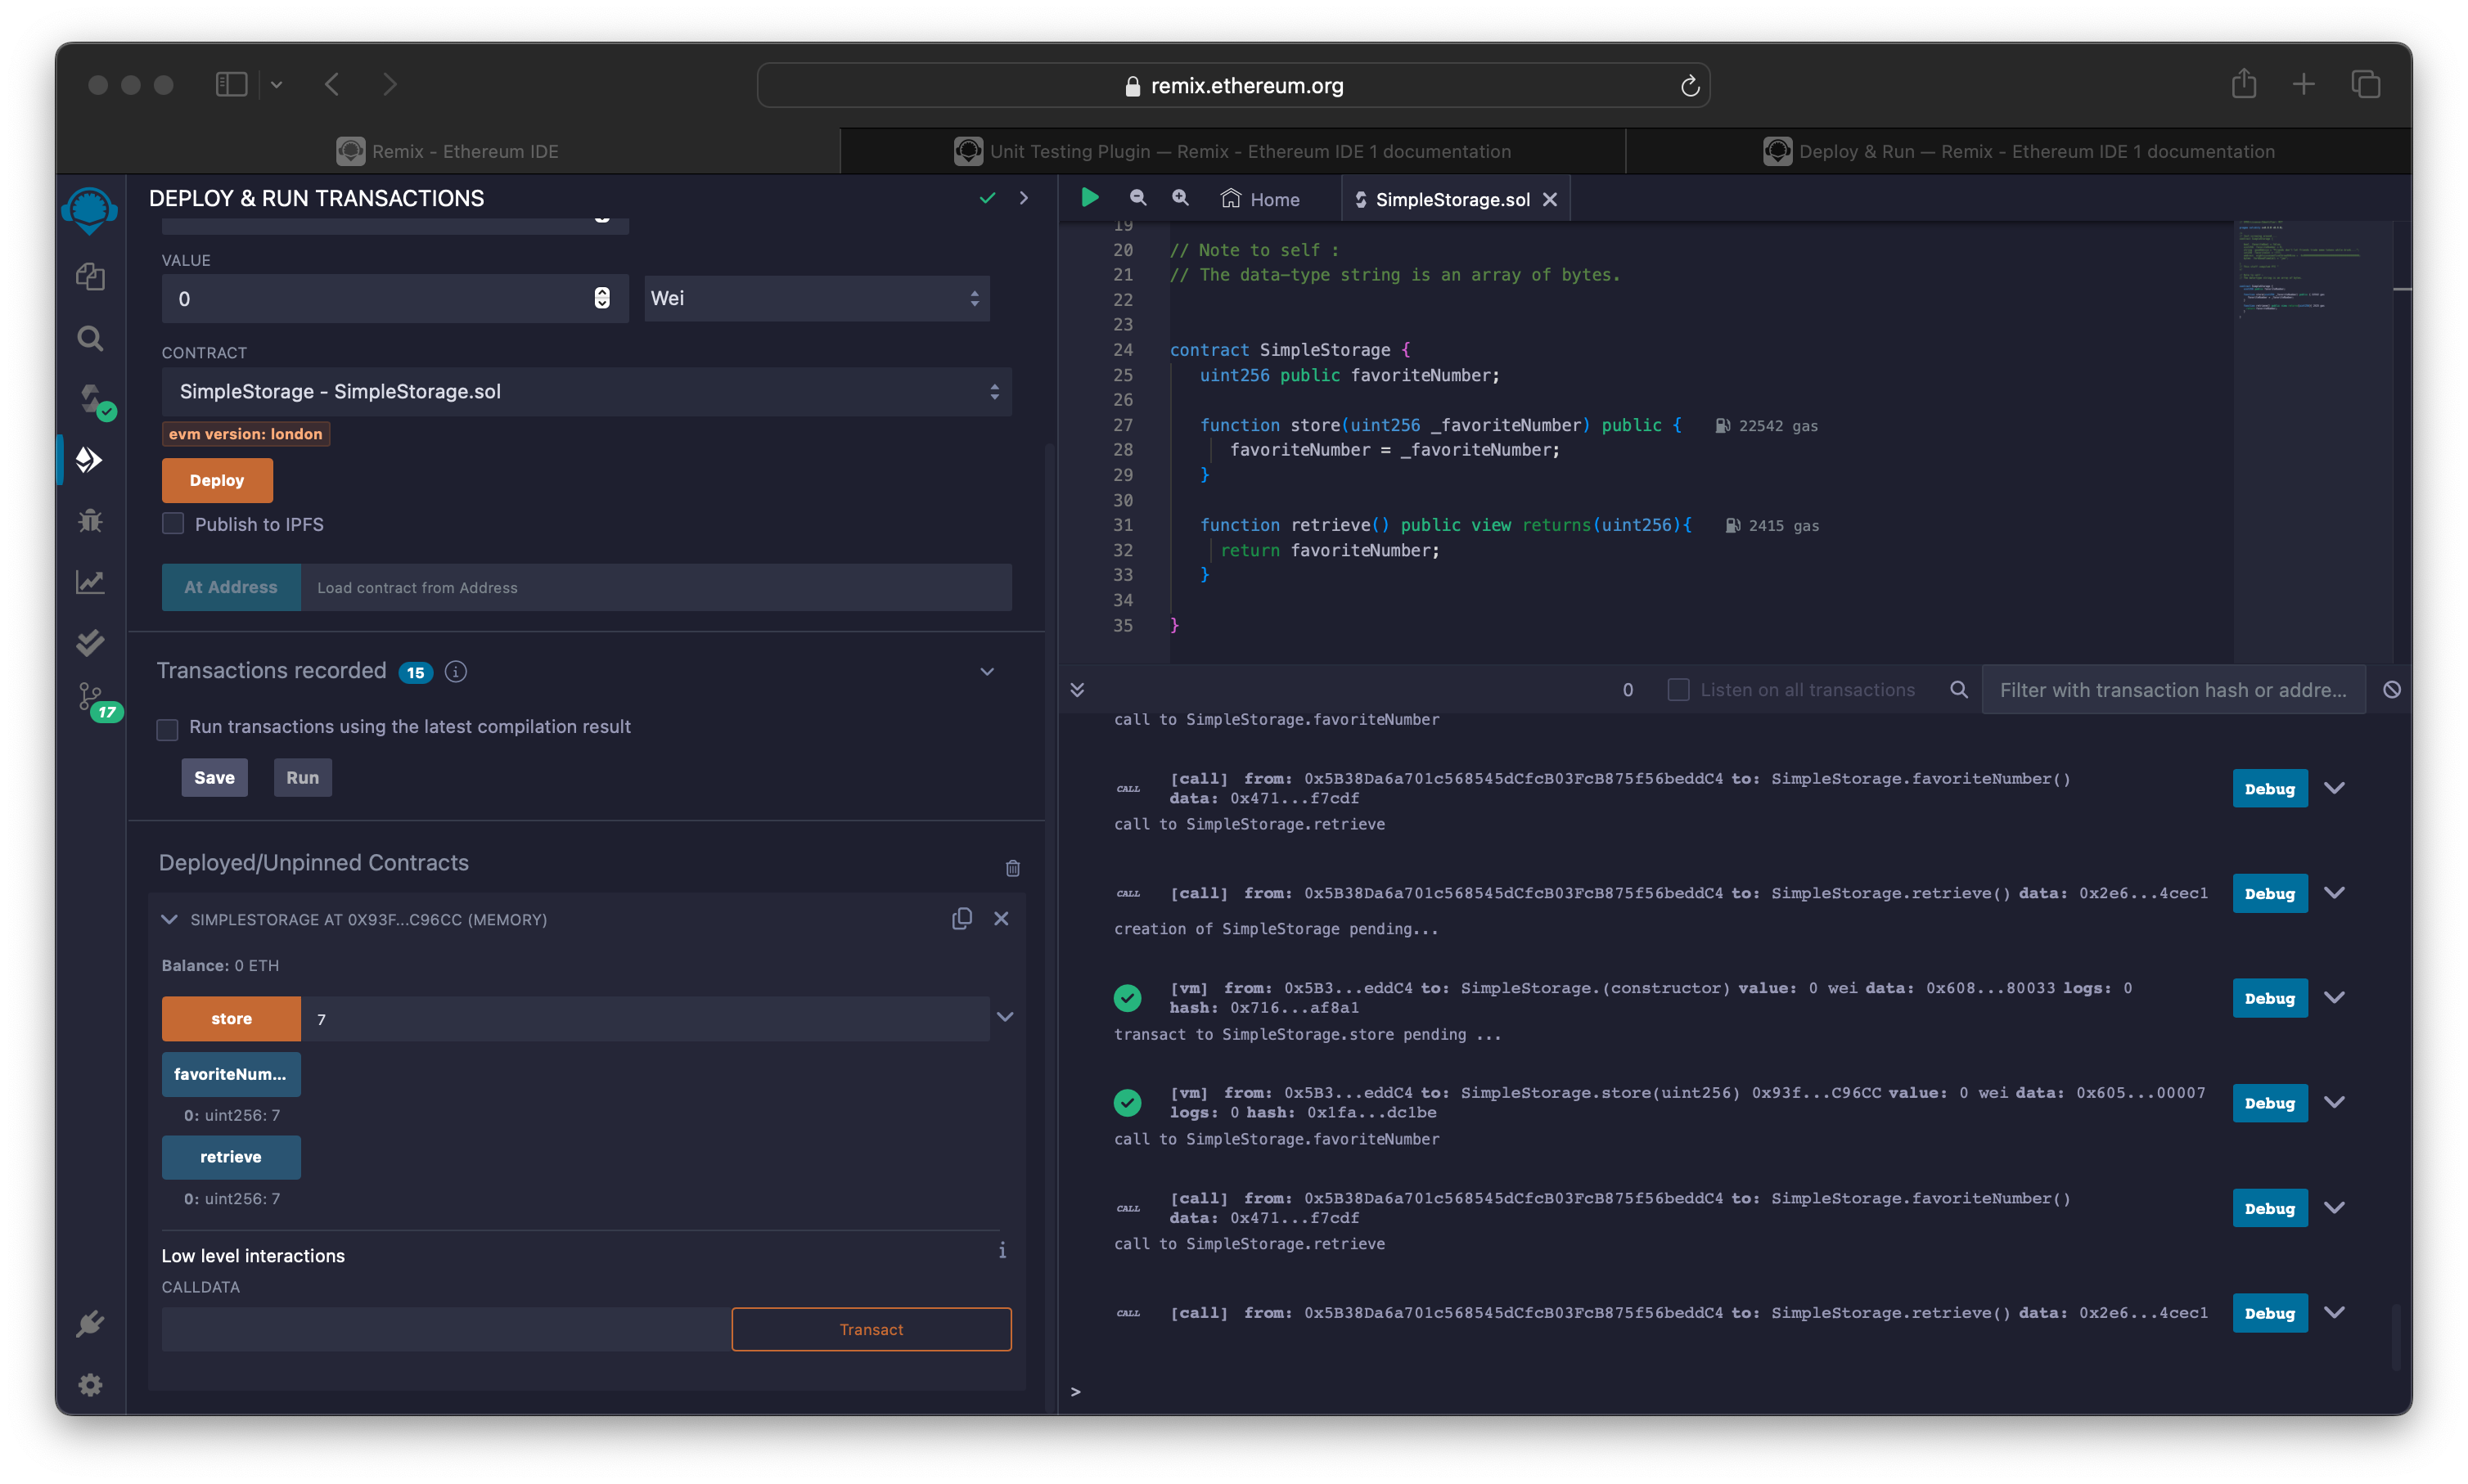 remix.ethereum.org
Remix - Ethereum IDE
Unit Testing Plugin — Remix - Ethereum IDE 1 documentation
Deploy & Run — Remix - Ethereum IDE 1 documentation
DEPLOY & RUN TRANSACTIONS
VALUE
0
Wei
CONTRACT
SimpleStorage - SimpleStorage.sol
evm version: london
Deploy
Publish to IPFS
At Address
Load contract from Address
Transactions recorded 15
Run transactions using the latest compilation result
Save
Run
17
Deployed/Unpinned Contracts
SIMPLESTORAGE AT 0X93F...C96CC (MEMORY)
Balance: 0 ETH
store
7
favoriteNum...
0: uint256: 7
retrieve
0: uint256: 7
Low level interactions
CALLDATA
Transact
Home
SimpleStorage.sol
19
20 // Note to self :
21 // The data-type string is an array of bytes.
22
23
24 contract SimpleStorage {
25 uint256 public favoriteNumber;
26
27 function store(uint256 _favoriteNumber) public { 22542 gas
28 favoriteNumber = _favoriteNumber;
29 }
30
31 function retrieve() public view returns(uint256){ 2415 gas
32 return favoriteNumber;
33 }
34
35 }
0
Listen on all transactions
Filter with transaction hash or addre...
call to SimpleStorage.favoriteNumber
CALL [call] from: 0x5B38Da6a701c568545dCfcB03FcB875f56beddC4 to: SimpleStorage.favoriteNumber()
data: 0x471...f7cdf
Debug
call to SimpleStorage.retrieve
CALL [call] from: 0x5B38Da6a701c568545dCfcB03FcB875f56beddC4 to: SimpleStorage.retrieve() data: 0x2e6...4cec1
Debug
creation of SimpleStorage pending...
[vm] from: 0x5B3...eddC4 to: SimpleStorage.(constructor) value: 0 wei data: 0x608...80033 logs: 0
hash: 0x716...af8a1
Debug
transact to SimpleStorage.store pending ...
[vm] from: 0x5B3...eddC4 to: SimpleStorage.store(uint256) 0x93f...C96CC value: 0 wei data: 0x605...00007
logs: 0 hash: 0x1fa...dc1be
Debug
call to SimpleStorage.favoriteNumber
CALL [call] from: 0x5B38Da6a701c568545dCfcB03FcB875f56beddC4 to: SimpleStorage.favoriteNumber()
data: 0x471...f7cdf
Debug
call to SimpleStorage.retrieve
CALL [call] from: 0x5B38Da6a701c568545dCfcB03FcB875f56beddC4 to: SimpleStorage.retrieve() data: 0x2e6...4cec1
Debug
>